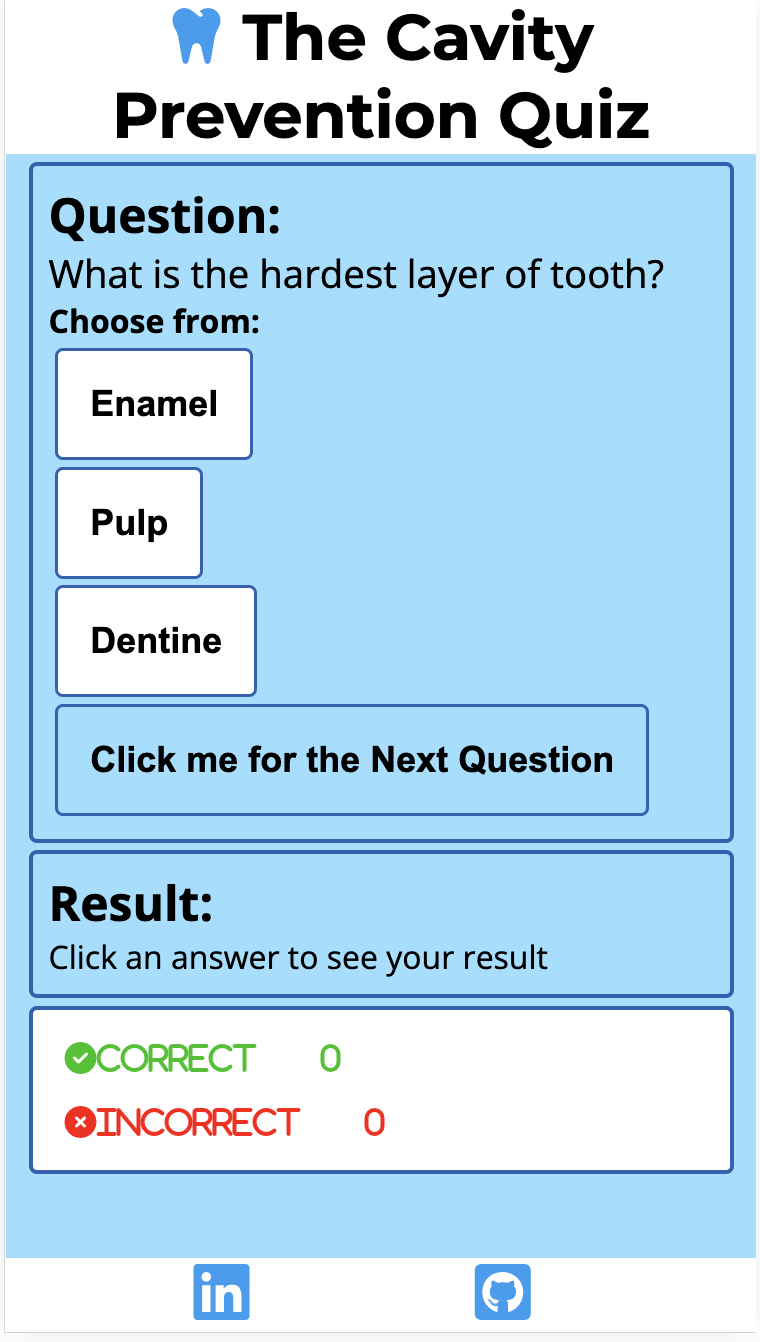 The Cavity
Prevention Quiz
Question:
What is the hardest layer of tooth?
Choose from:
Enamel
Pulp
Dentine
Click me for the Next Question
Result:
Click an answer to see your result
CORRECT 0
INCORRECT 0
in